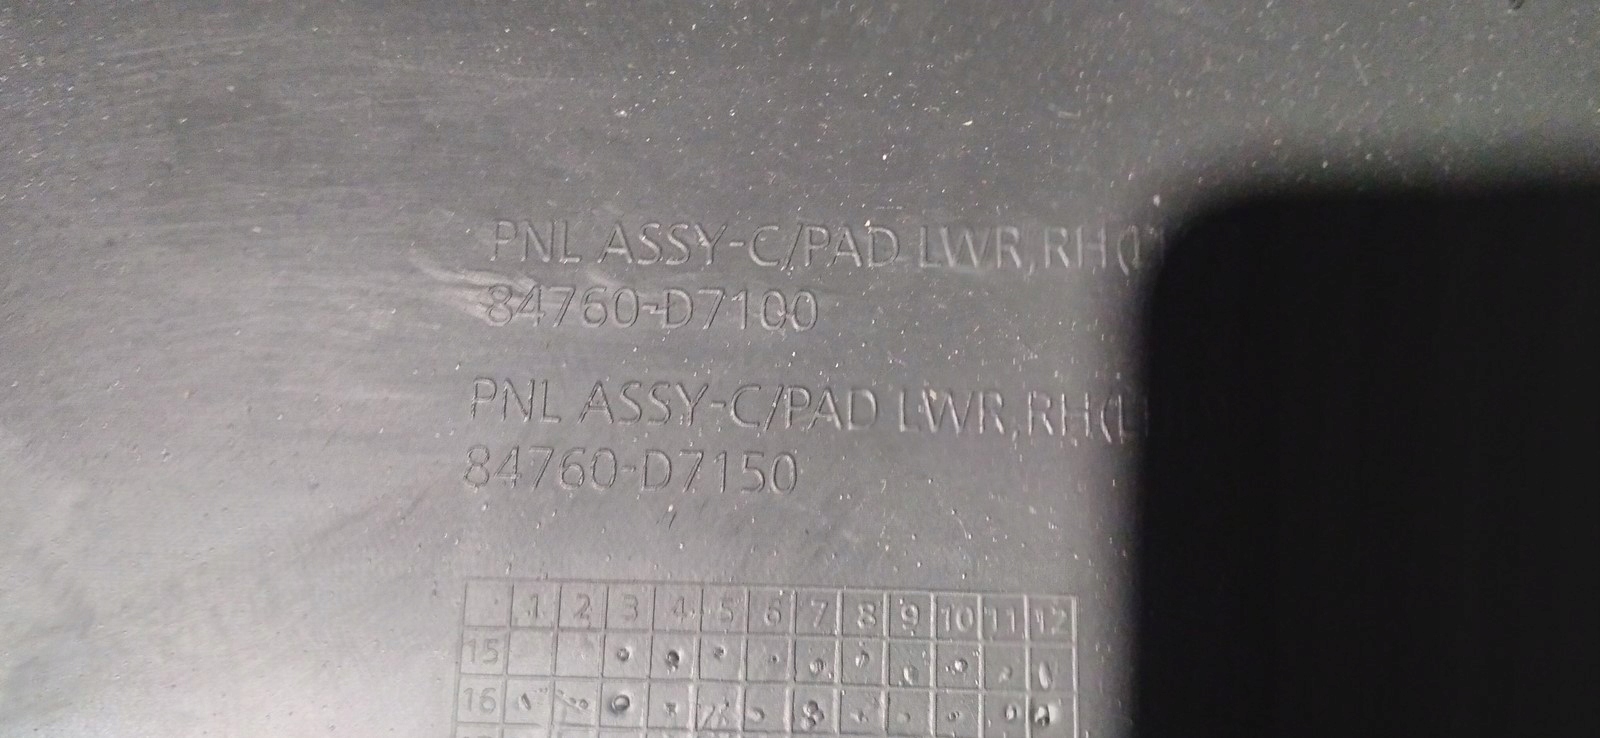 PNL ASSY-C/PAD LWR,RH(L
84760-D7100
PNL ASSY-C/PAD LWR,RH(L
84760-D7150
1 2 3 4 5 6 7 8 9 10 11 12
15
16